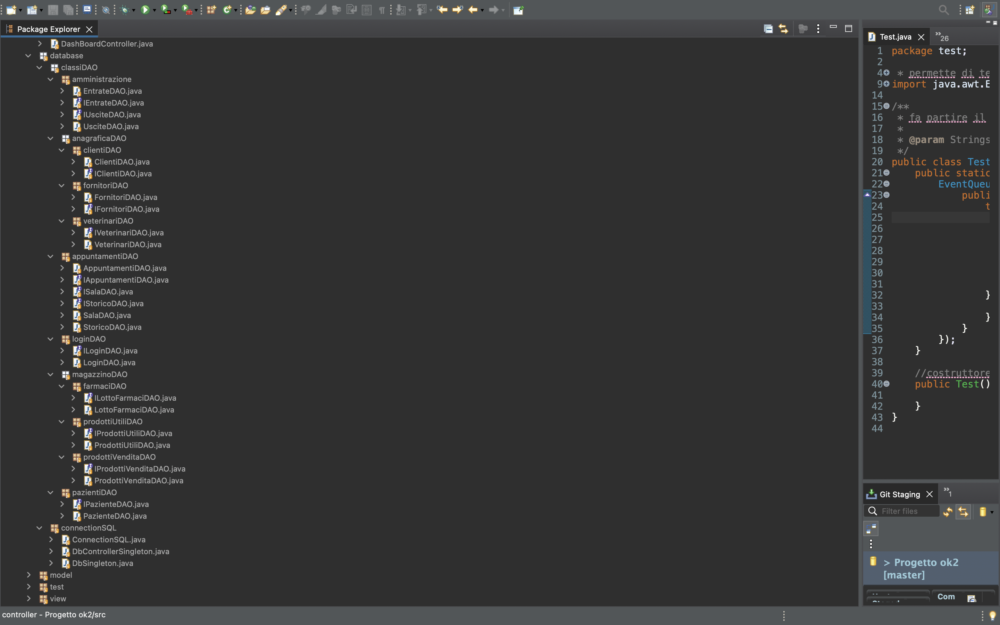 Package Explorer
DashBoardController.java
database
classiDAO
amministrazione
EntrateDAO.java
IEntrateDAO.java
IUsciteDAO.java
UsciteDAO.java
anagraficaDAO
clientiDAO
ClientiDAO.java
IClientiDAO.java
fornitoriDAO
FornitoriDAO.java
IFornitoriDAO.java
veterinariDAO
IVeterinariDAO.java
VeterinariDAO.java
appuntamentiDAO
AppuntamentiDAO.java
IAppuntamentiDAO.java
ISalaDAO.java
IStoricoDAO.java
SalaDAO.java
StoricoDAO.java
loginDAO
ILoginDAO.java
LoginDAO.java
magazzinoDAO
farmaciDAO
ILottoFarmaciDAO.java
LottoFarmaciDAO.java
prodottiUtiliDAO
IProdottiUtiliDAO.java
ProdottiUtiliDAO.java
prodottiVenditaDAO
IProdottiVenditaDAO.java
ProdottiVenditaDAO.java
pazientiDAO
IPazienteDAO.java
PazienteDAO.java
connectionSQL
ConnectionSQL.java
DbControllerSingleton.java
DbSingleton.java
model
test
view
controller - Progetto ok2/src
Test.java
26
1 package test;
2
4 * permette di te
9 import java.awt.E
14
15 /**
16 * fa partire il
17 *
18 * @param Strings
19 */
20 public class Test
21 public static
22 EventQueu
23 publi
24 t
25
26
27
28
29
30
31
32 }
33
34 }
35 }
36 });
37 }
38
39 //costruttore
40 public Test()
41
42 }
43 }
44
Git Staging
1
Filter files
> Progetto ok2
[master]
Com